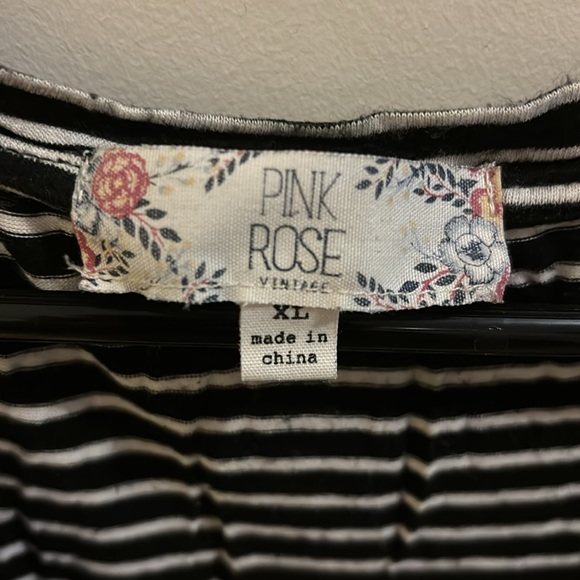 PINK
ROSE
VINTAGE
XL
made in
china